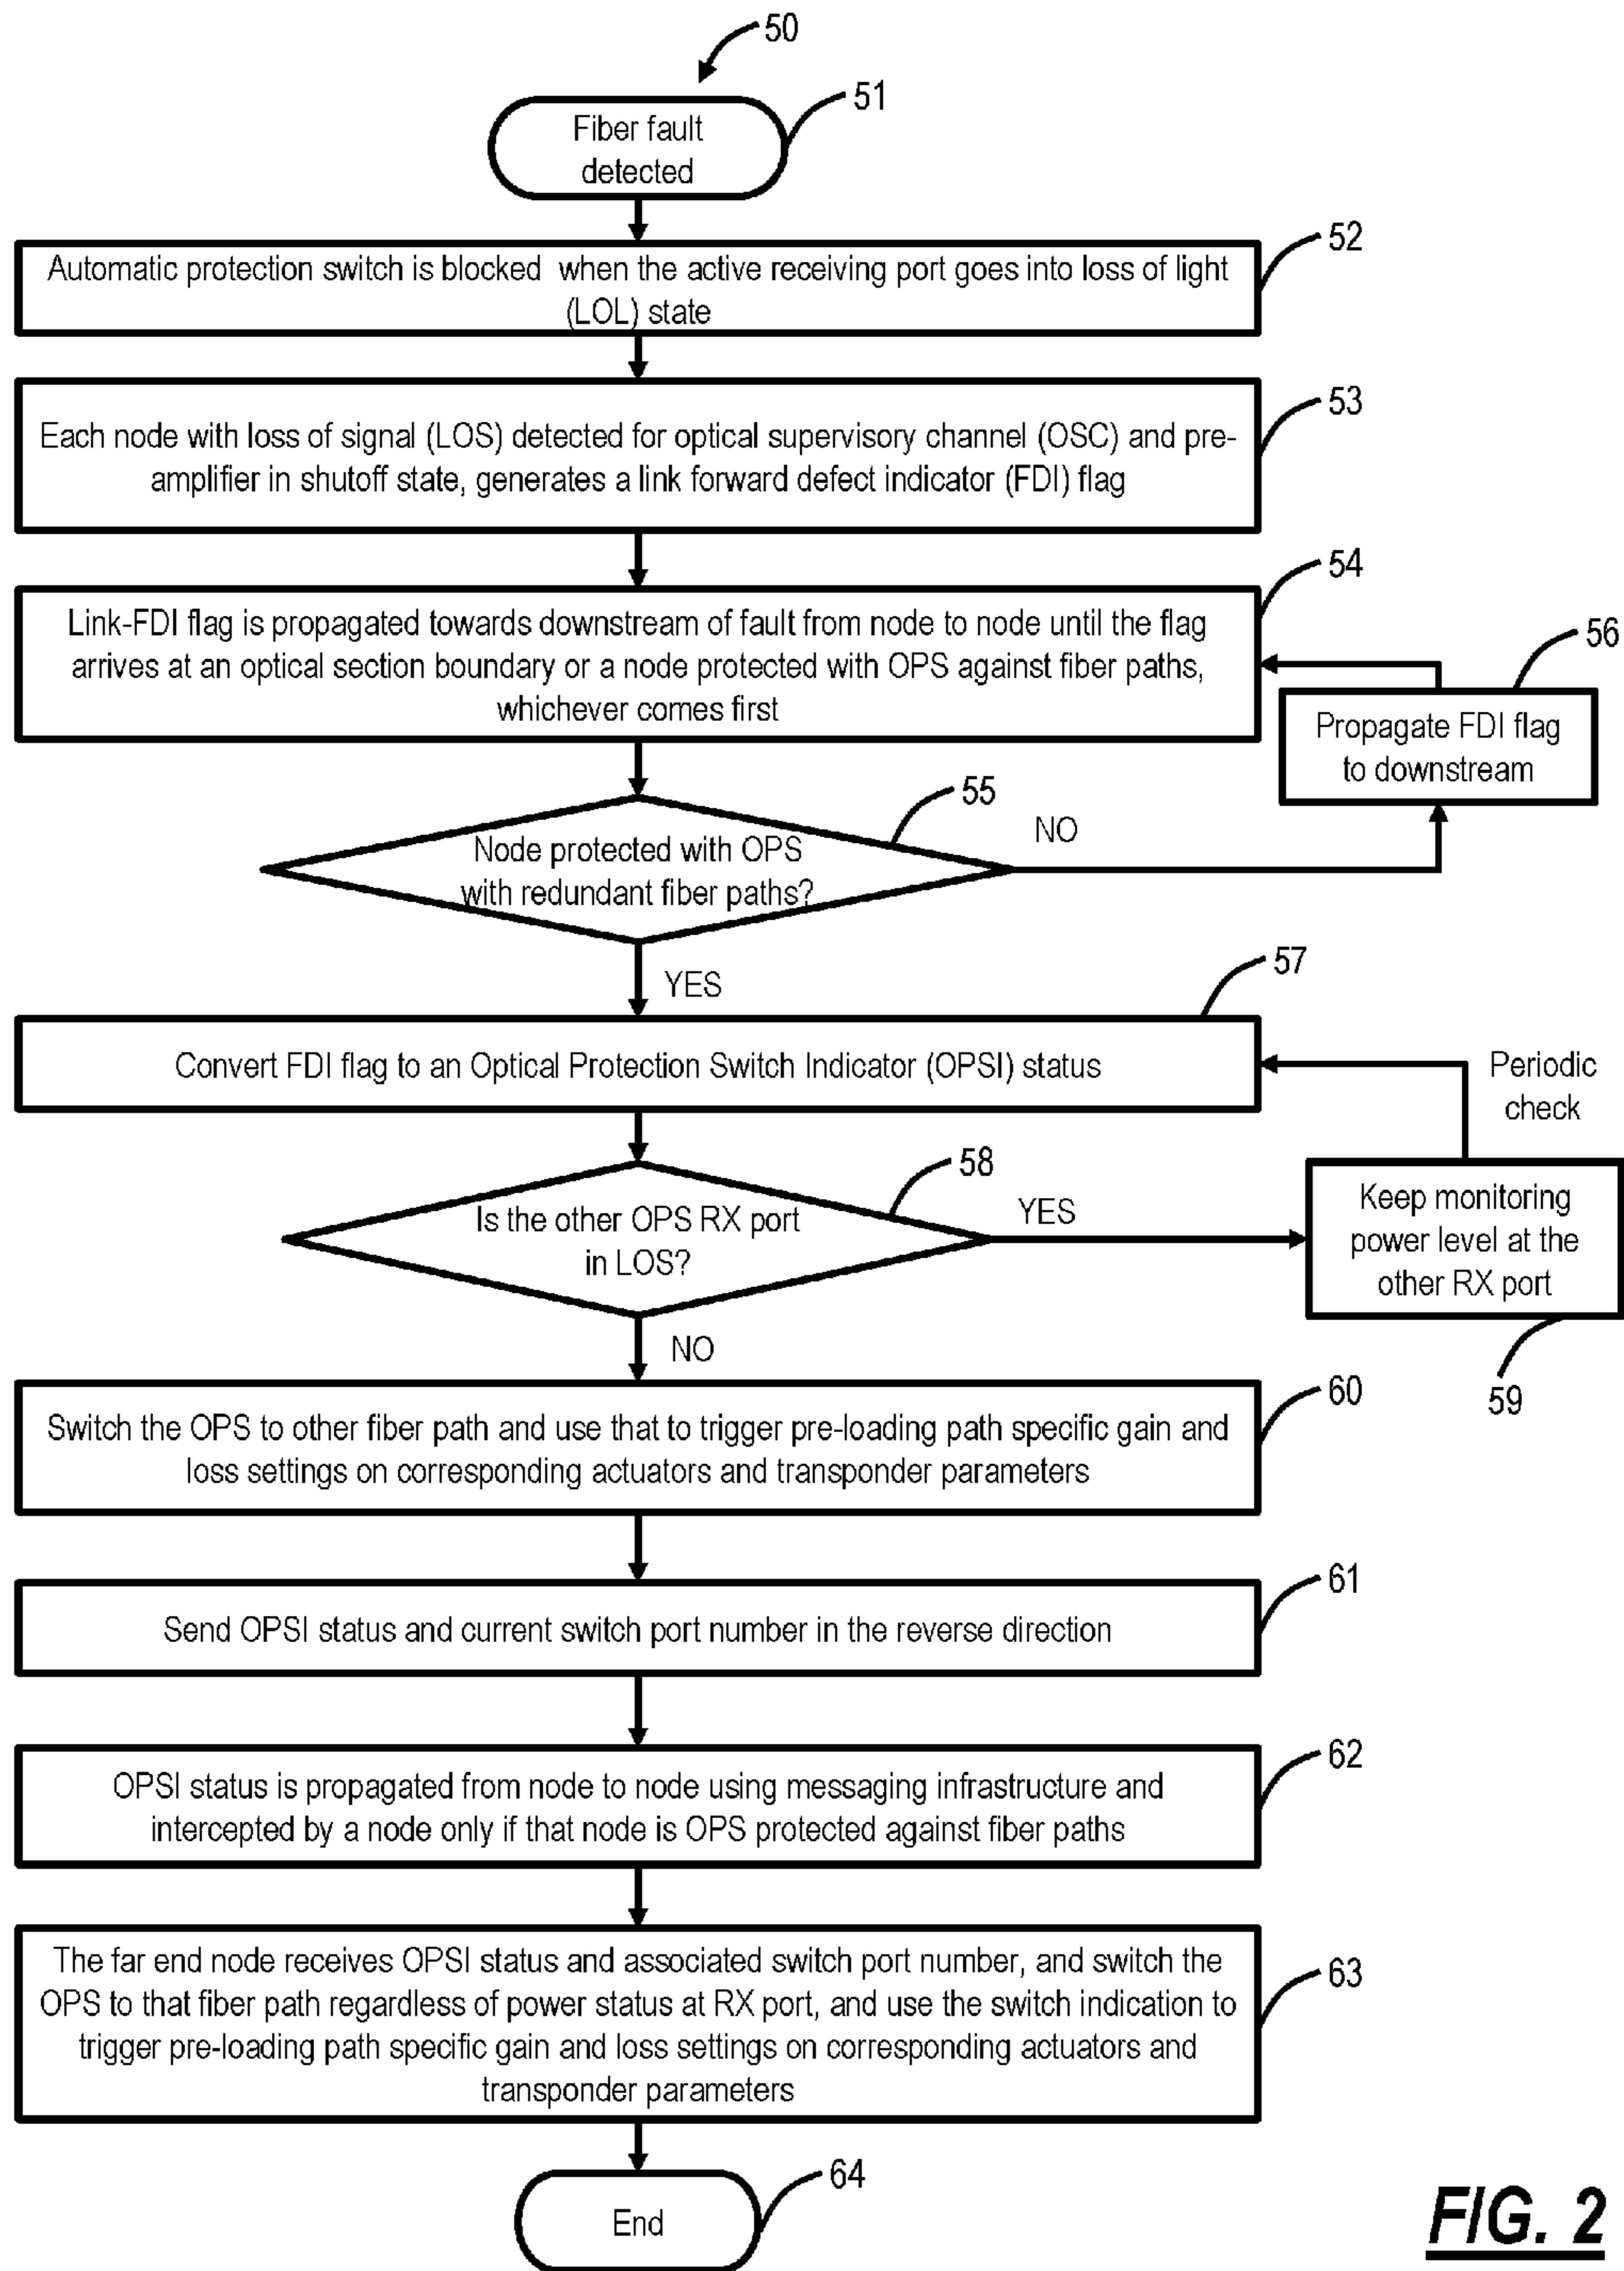 50
51
Fiber fault
detected
52
Automatic protection switch is blocked when the active receiving port goes into loss of light
(LOL) state
53
Each node with loss of signal (LOS) detected for optical supervisory channel (OSC) and pre-
amplifier in shutoff state, generates a link forward defect indicator (FDI) flag
54
Link-FDI flag is propagated towards downstream of fault from node to node until the flag
arrives at an optical section boundary or a node protected with OPS against fiber paths,
whichever comes first
56
Propagate FDI flag
to downstream
55
Node protected with OPS
with redundant fiber paths?
NO
YES
57
Convert FDI flag to an Optical Protection Switch Indicator (OPSI) status
Periodic
check
58
Is the other OPS RX port
in LOS?
YES
Keep monitoring
power level at the
other RX port
59
NO
60
Switch the OPS to other fiber path and use that to trigger pre-loading path specific gain and
loss settings on corresponding actuators and transponder parameters
61
Send OPSI status and current switch port number in the reverse direction
62
OPSI status is propagated from node to node using messaging infrastructure and
intercepted by a node only if that node is OPS protected against fiber paths
63
The far end node receives OPSI status and associated switch port number, and switch the
OPS to that fiber path regardless of power status at RX port, and use the switch indication to
trigger pre-loading path specific gain and loss settings on corresponding actuators and
transponder parameters
64
End
FIG. 2